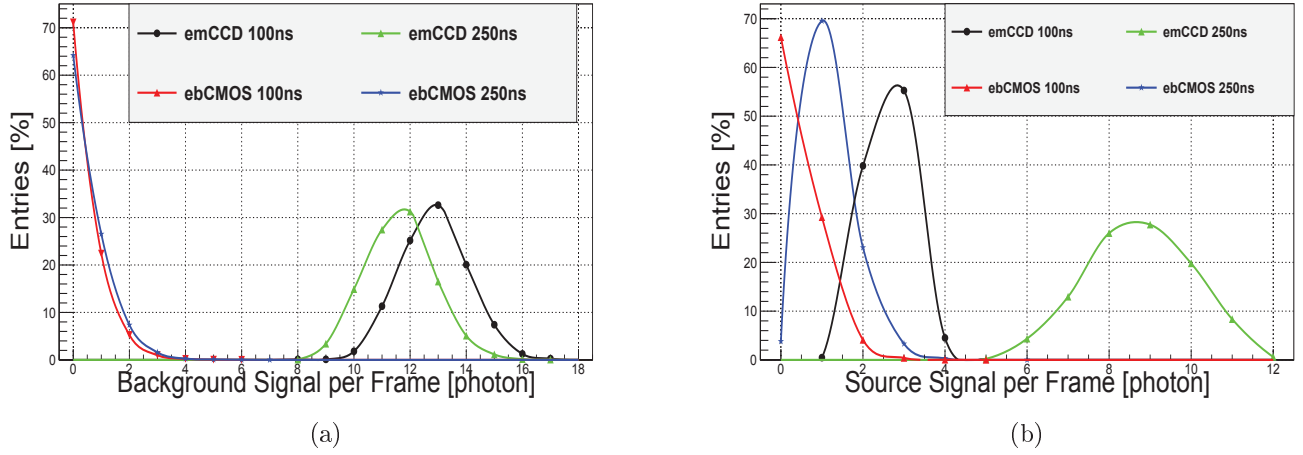 Entries [%]
70
60
50
40
30
20
10
0
emCCD 100ns
emCCD 250ns
ebCMOS 100ns
ebCMOS 250ns
0 2 4 6 8 10 12 14 16 18
Background Signal per Frame [photon]
(a)
Entries [%]
70
60
50
40
30
20
10
0
emCCD 100ns
emCCD 250ns
ebCMOS 100ns
ebCMOS 250ns
0 2 4 6 8 10 12
Source Signal per Frame [photon]
(b)